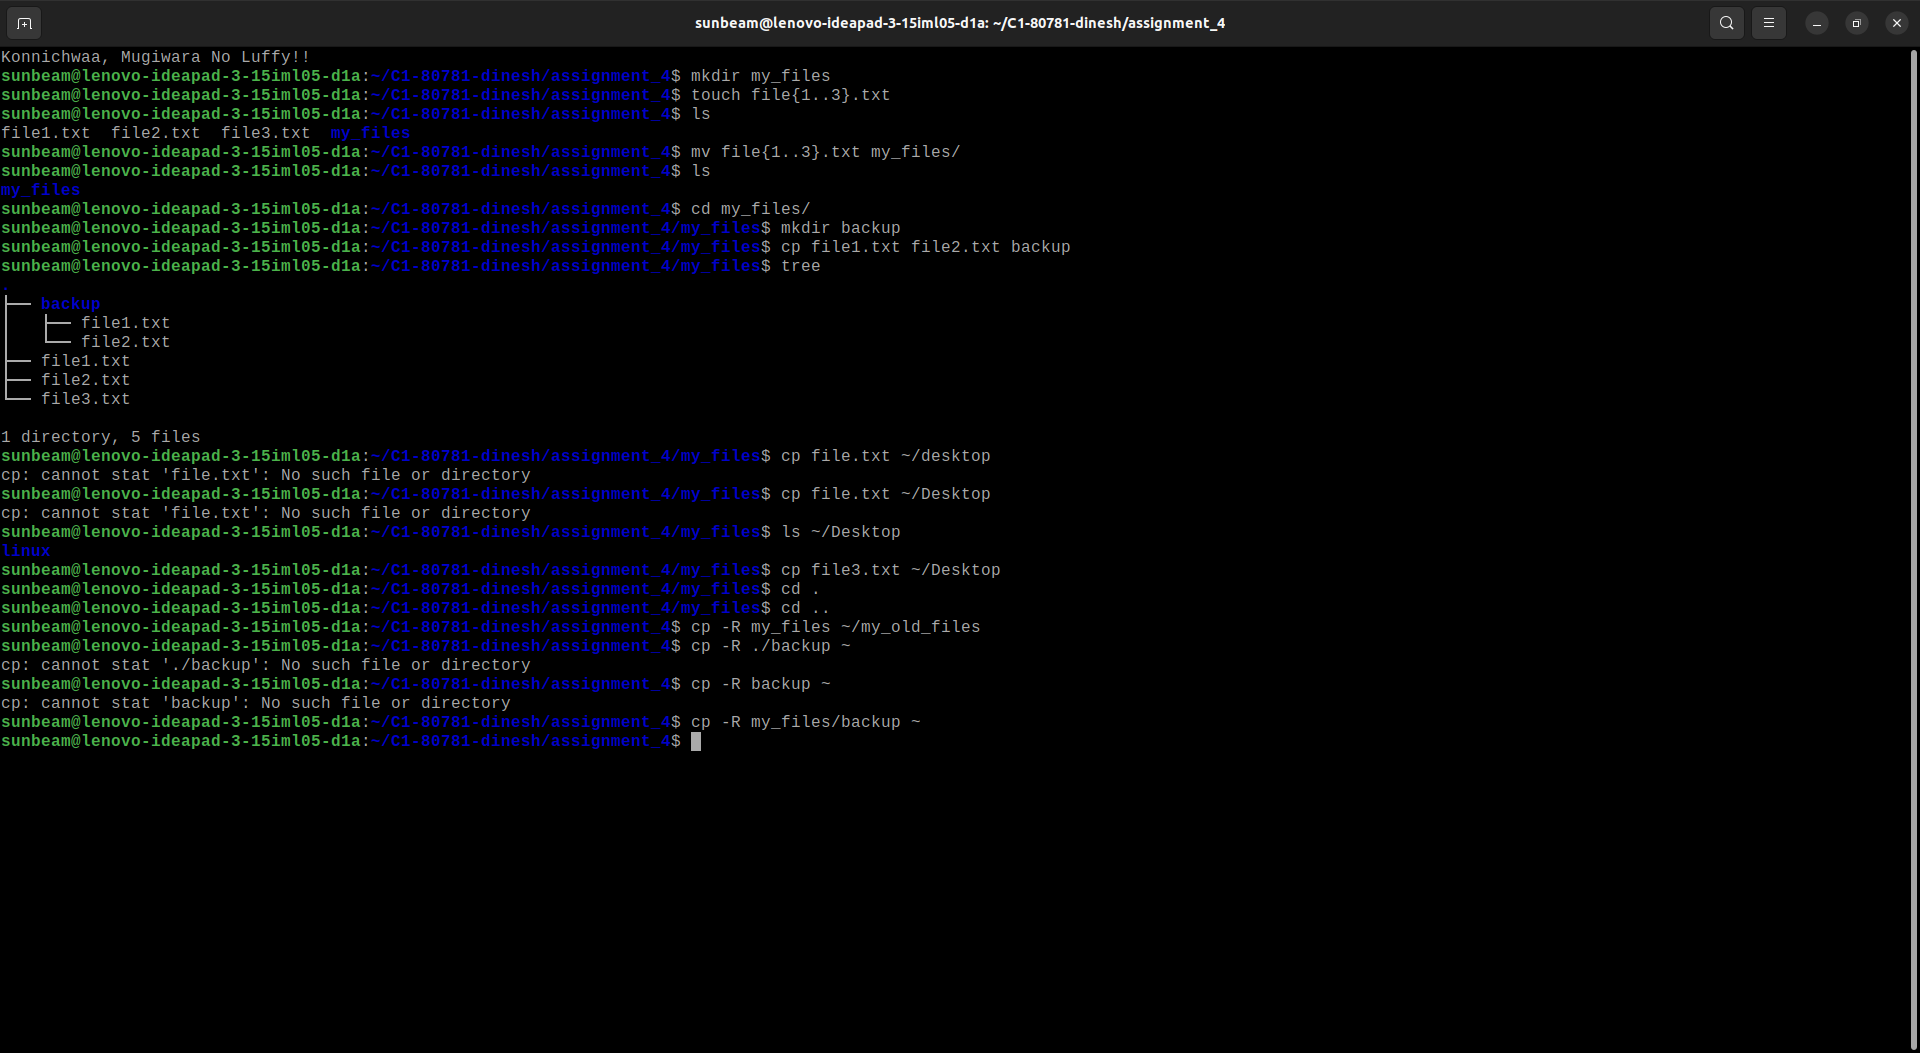 sunbeam@lenovo-ideapad-3-15iml05-d1a: ~/C1-80781-dinesh/assignment_4
Konnichwaa, Mugiwara No Luffy!!
sunbeam@lenovo-ideapad-3-15iml05-d1a:~/C1-80781-dinesh/assignment_4$ mkdir my_files
sunbeam@lenovo-ideapad-3-15iml05-d1a:~/C1-80781-dinesh/assignment_4$ touch file{1..3}.txt
sunbeam@lenovo-ideapad-3-15iml05-d1a:~/C1-80781-dinesh/assignment_4$ ls
file1.txt  file2.txt  file3.txt  my_files
sunbeam@lenovo-ideapad-3-15iml05-d1a:~/C1-80781-dinesh/assignment_4$ mv file{1..3}.txt my_files/
sunbeam@lenovo-ideapad-3-15iml05-d1a:~/C1-80781-dinesh/assignment_4$ ls
my_files
sunbeam@lenovo-ideapad-3-15iml05-d1a:~/C1-80781-dinesh/assignment_4$ cd my_files/
sunbeam@lenovo-ideapad-3-15iml05-d1a:~/C1-80781-dinesh/assignment_4/my_files$ mkdir backup
sunbeam@lenovo-ideapad-3-15iml05-d1a:~/C1-80781-dinesh/assignment_4/my_files$ cp file1.txt file2.txt backup
sunbeam@lenovo-ideapad-3-15iml05-d1a:~/C1-80781-dinesh/assignment_4/my_files$ tree
.
├── backup
│   ├── file1.txt
│   └── file2.txt
├── file1.txt
├── file2.txt
└── file3.txt
1 directory, 5 files
sunbeam@lenovo-ideapad-3-15iml05-d1a:~/C1-80781-dinesh/assignment_4/my_files$ cp file.txt ~/desktop
cp: cannot stat 'file.txt': No such file or directory
sunbeam@lenovo-ideapad-3-15iml05-d1a:~/C1-80781-dinesh/assignment_4/my_files$ cp file.txt ~/Desktop
cp: cannot stat 'file.txt': No such file or directory
sunbeam@lenovo-ideapad-3-15iml05-d1a:~/C1-80781-dinesh/assignment_4/my_files$ ls ~/Desktop
linux
sunbeam@lenovo-ideapad-3-15iml05-d1a:~/C1-80781-dinesh/assignment_4/my_files$ cp file3.txt ~/Desktop
sunbeam@lenovo-ideapad-3-15iml05-d1a:~/C1-80781-dinesh/assignment_4/my_files$ cd .
sunbeam@lenovo-ideapad-3-15iml05-d1a:~/C1-80781-dinesh/assignment_4/my_files$ cd ..
sunbeam@lenovo-ideapad-3-15iml05-d1a:~/C1-80781-dinesh/assignment_4$ cp -R my_files ~/my_old_files
sunbeam@lenovo-ideapad-3-15iml05-d1a:~/C1-80781-dinesh/assignment_4$ cp -R ./backup ~
cp: cannot stat './backup': No such file or directory
sunbeam@lenovo-ideapad-3-15iml05-d1a:~/C1-80781-dinesh/assignment_4$ cp -R backup ~
cp: cannot stat 'backup': No such file or directory
sunbeam@lenovo-ideapad-3-15iml05-d1a:~/C1-80781-dinesh/assignment_4$ cp -R my_files/backup ~
sunbeam@lenovo-ideapad-3-15iml05-d1a:~/C1-80781-dinesh/assignment_4$